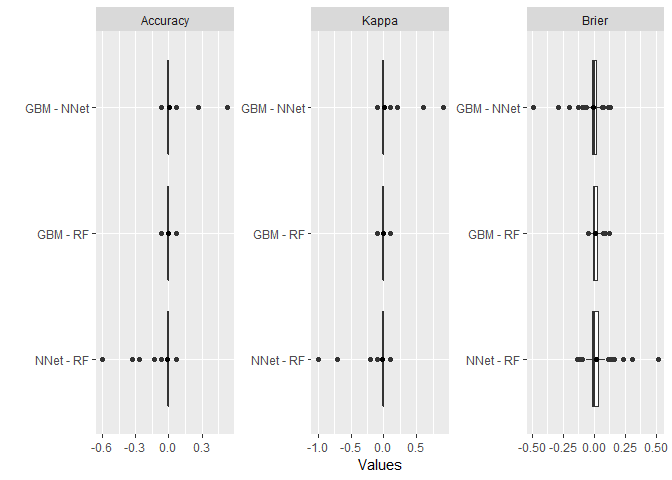 Accuracy
Kappa
Brier
GBM - NNet
GBM - NNet
GBM - NNet
GBM - RF
GBM - RF
GBM - RF
NNet - RF
NNet - RF
NNet - RF
-0.6 -0.3 0.0 0.3
-1.0 -0.5 0.0 0.5
-0.50 -0.25 0.00 0.25 0.50
Values